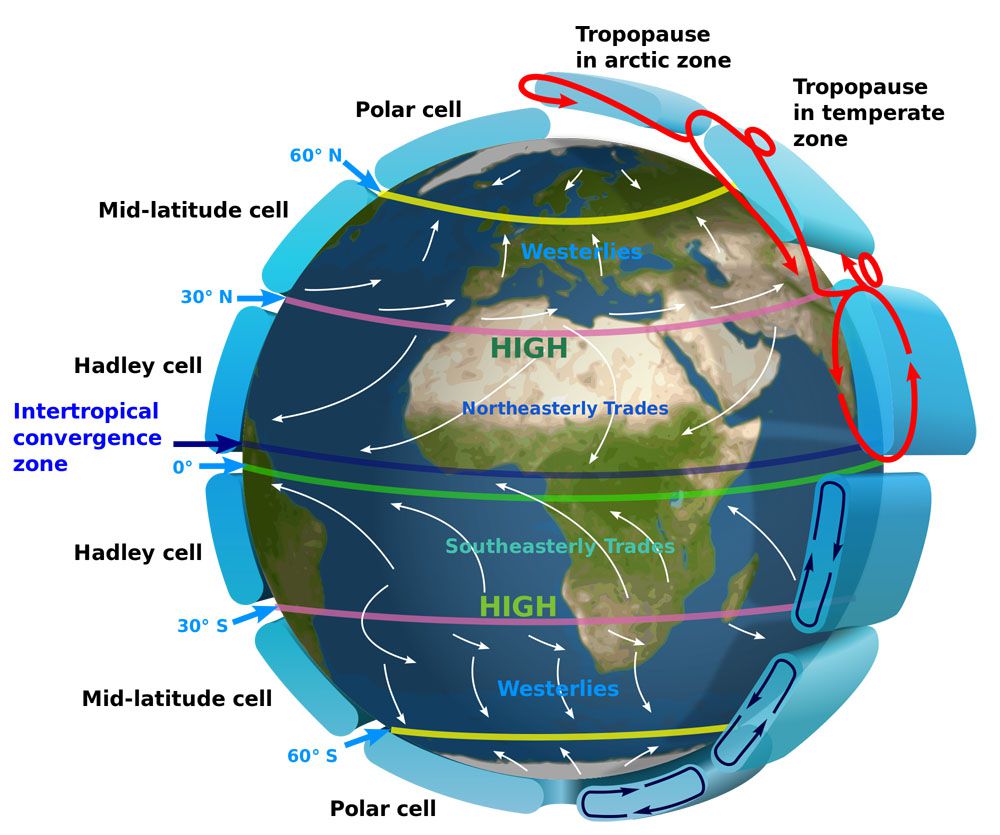 Tropopause
in arctic zone
Tropopause
in temperate
zone
Polar cell
60° N
Mid-latitude cell
Westerlies
30° N
HIGH
Hadley cell
Northeasterly Trades
Intertropical
convergence
zone
0°
Hadley cell
Southeasterly Trades
HIGH
30° S
Mid-latitude cell
Westerlies
60° S
Polar cell